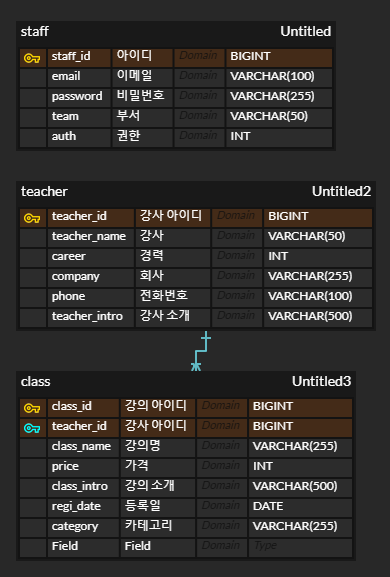 staff Untitled
staff_id 아이디 Domain BIGINT
email 이메일 Domain VARCHAR(100)
password 비밀번호 Domain VARCHAR(255)
team 부서 Domain VARCHAR(50)
auth 권한 Domain INT
teacher Untitled2
teacher_id 강사 아이디 Domain BIGINT
teacher_name 강사 Domain VARCHAR(50)
career 경력 Domain INT
company 회사 Domain VARCHAR(255)
phone 전화번호 Domain VARCHAR(100)
teacher_intro 강사 소개 Domain VARCHAR(500)
class Untitled3
class_id 강의 아이디 Domain BIGINT
teacher_id 강사 아이디 Domain BIGINT
class_name 강의명 Domain VARCHAR(255)
price 가격 Domain INT
class_intro 강의 소개 Domain VARCHAR(500)
regi_date 등록일 Domain DATE
category 카테고리 Domain VARCHAR(255)
Field Field Domain Type